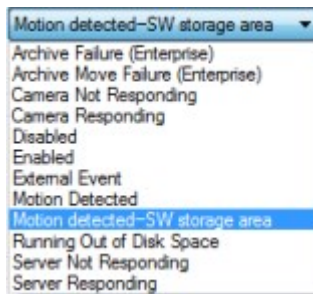 Motion detected-SW storage area
Archive Failure (Enterprise)
Archive Move Failure (Enterprise)
Camera Not Responding
Camera Responding
Disabled
Enabled
External Event
Motion Detected
Motion detected-SW storage area
Running Out of Disk Space
Server Not Responding
Server Responding